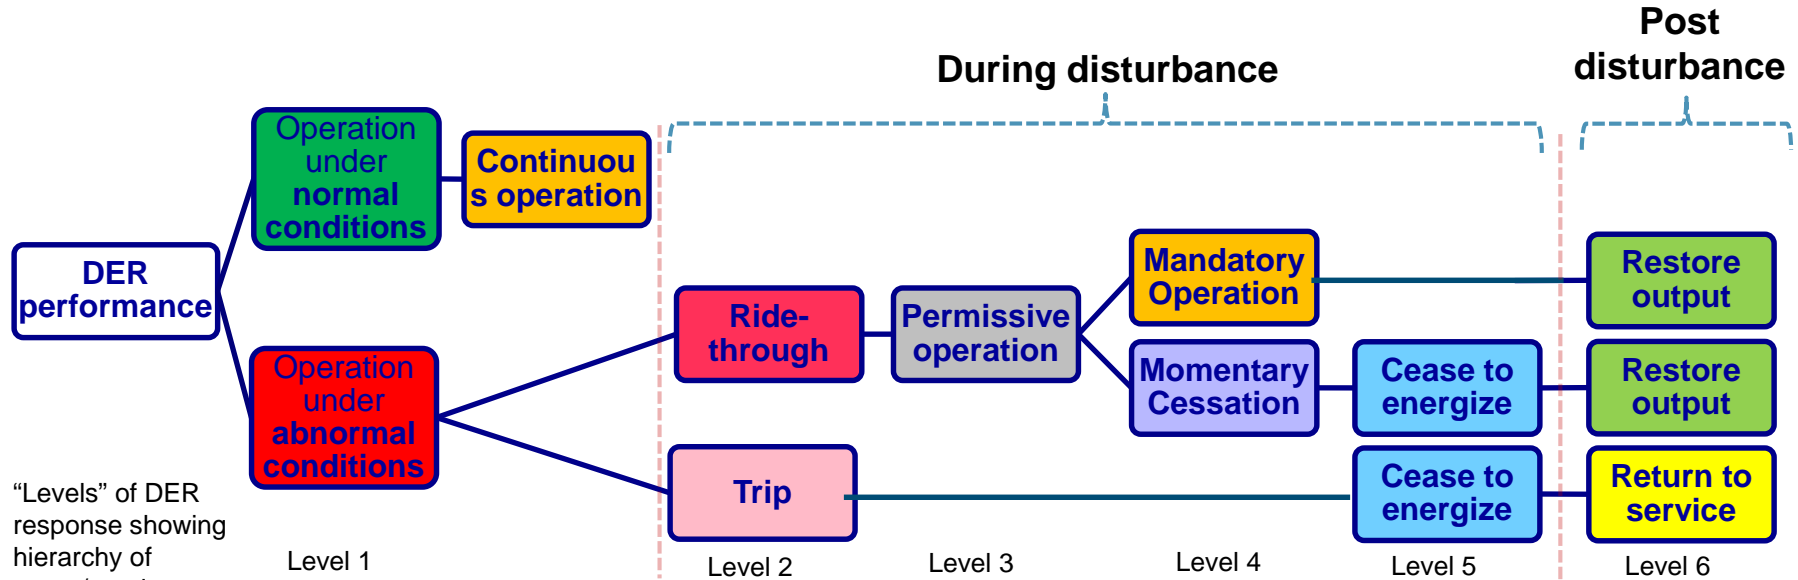 Post
disturbance
During disturbance
Operation
under
normal
conditions
Continuou
s operation
DER
performance
Mandatory
Operation
Restore
output
Ride-
through
Permissive
operation
Operation
under
abnormal
conditions
Momentary
Cessation
Cease to
energize
Restore
output
Trip
Cease to
energize
Return to
service
“Levels” of DER
response showing
hierarchy of
Level 1
Level 2
Level 3
Level 4
Level 5
Level 6